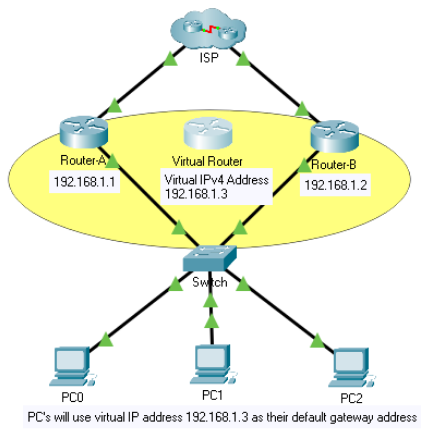 ISP
Router-A
Virtual Router
Router-B
192.168.1.1
Virtual IPv4 Address
192.168.1.3
192.168.1.2
Switch
PC0
PC1
PC2
PC's will use virtual IP address 192.168.1.3 as their default gateway address